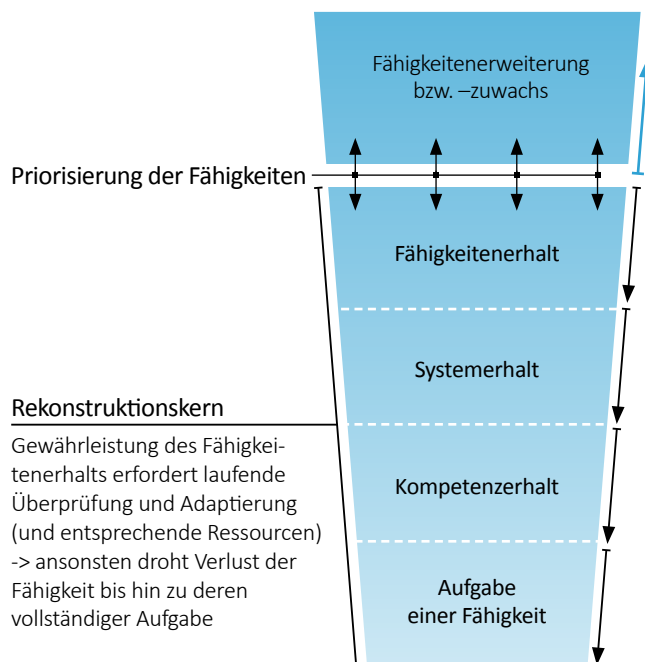 Fähigkeitenerweiterung
bzw. –zuwachs
Priorisierung der Fähigkeiten
Fähigkeitenerhalt
Systemerhalt
Rekonstruktionskern
Gewährleistung des Fähigkei-
tenerhalts erfordert laufende
Überprüfung und Adaptierung
(und entsprechende Ressourcen)
-> ansonsten droht Verlust der
Fähigkeit bis hin zu deren
vollständiger Aufgabe
Kompetenzerhalt
Aufgabe
einer Fähigkeit